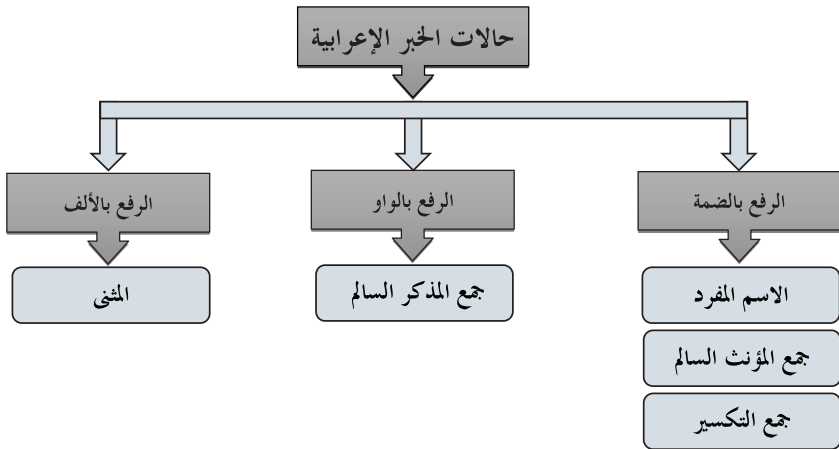 حالات الخبر الإعرابية
الرفع بالضمة
الرفع بالواو
الرفع بالألف
الاسم المفرد
جمع المذكر السالم
المثنى
جمع المؤنث السالم
جمع التكسير